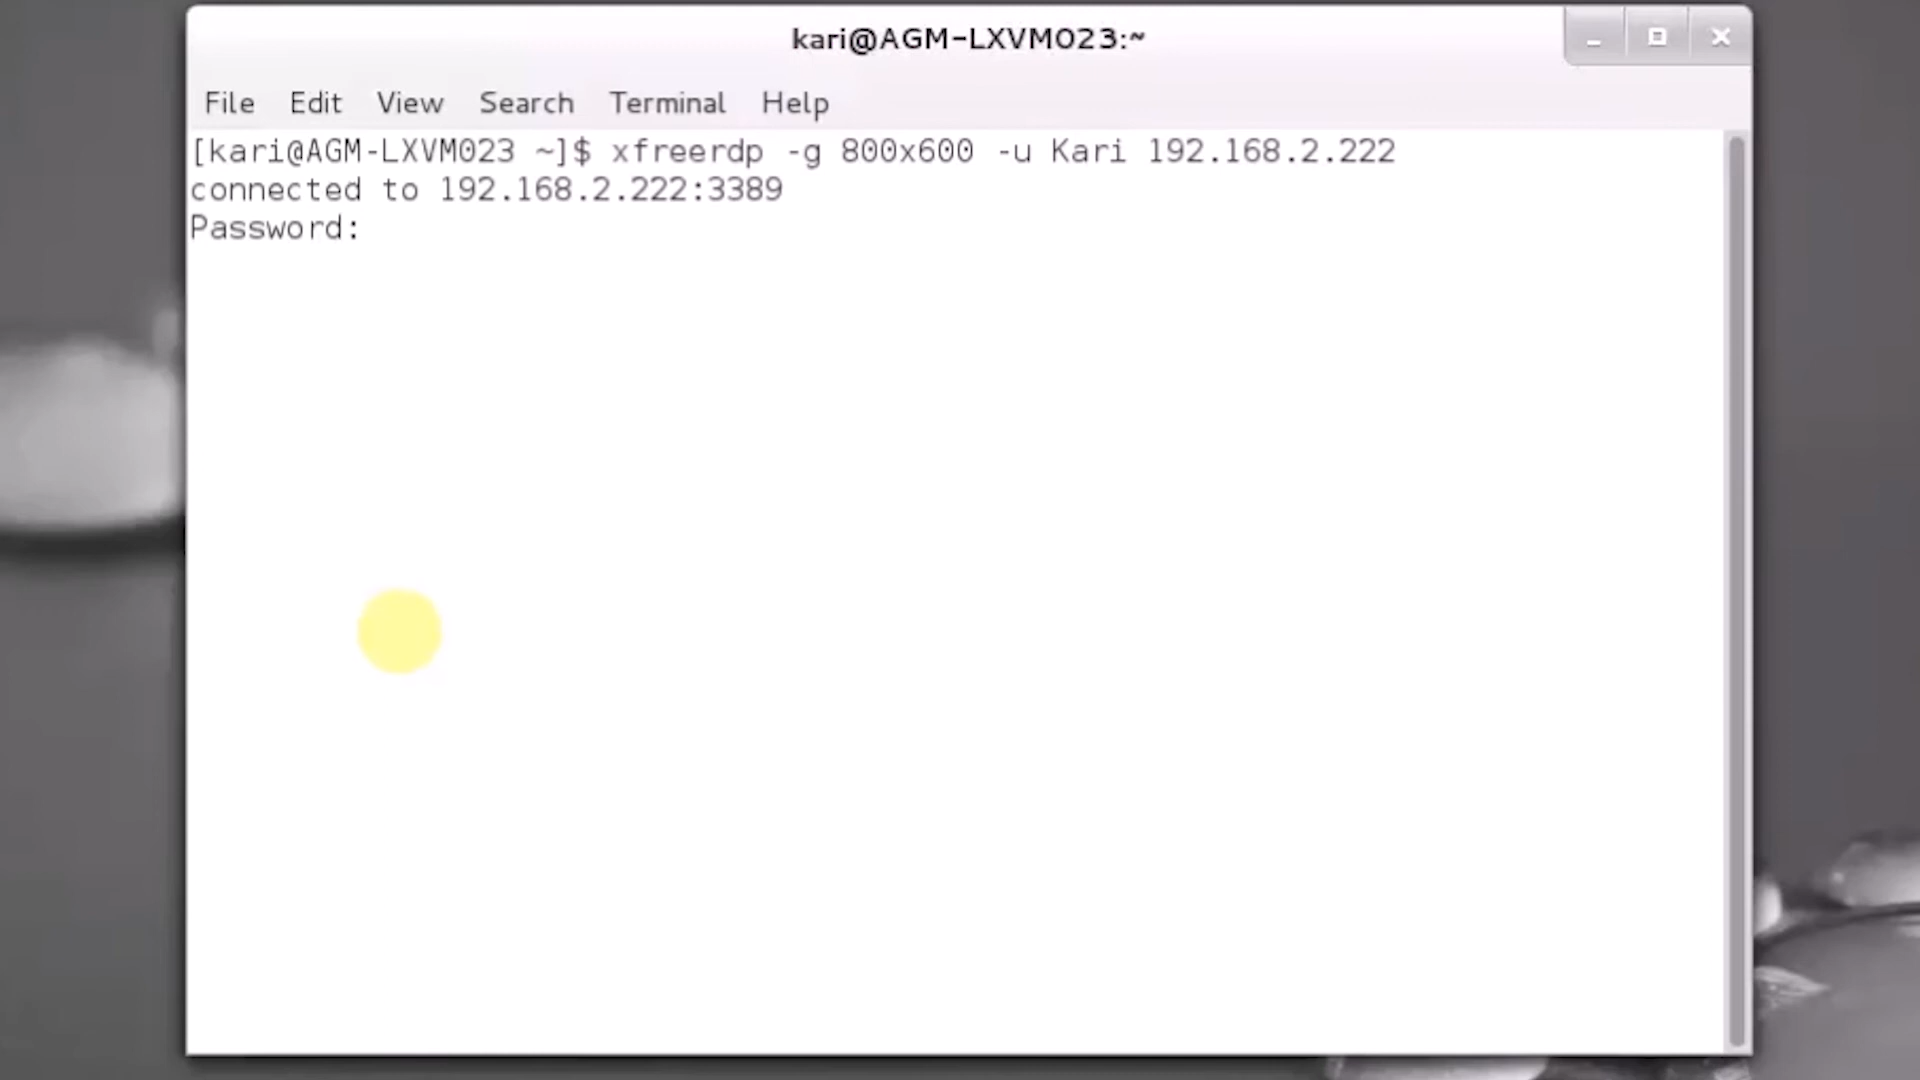 kari@AGM-LXVM023:~
File Edit View Search Terminal Help
[kari@AGM-LXVM023 ~]$ xfreerdp -g 800x600 -u Kari 192.168.2.222
connected to 192.168.2.222:3389
Password: